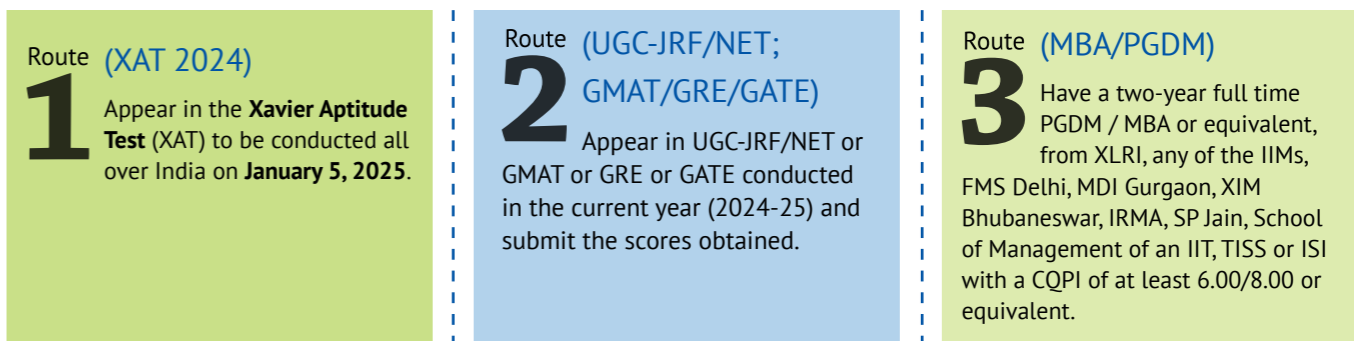 Route (XAT 2024)
1
Appear in the Xavier Aptitude
Test (XAT) to be conducted all
over India on January 5, 2025.
Route (UGC-JRF/NET;
2
GMAT/GRE/GATE)
Appear in UGC-JRF/NET or
GMAT or GRE or GATE conducted
in the current year (2024-25) and
submit the scores obtained.
Route (MBA/PGDM)
3
Have a two-year full time
PGDM / MBA or equivalent,
from XLRI, any of the IIMs,
FMS Delhi, MDI Gurgaon, XIM
Bhubaneswar, IRMA, SP Jain, School
of Management of an IIT, TISS or ISI
with a CQPI of at least 6.00/8.00 or
equivalent.